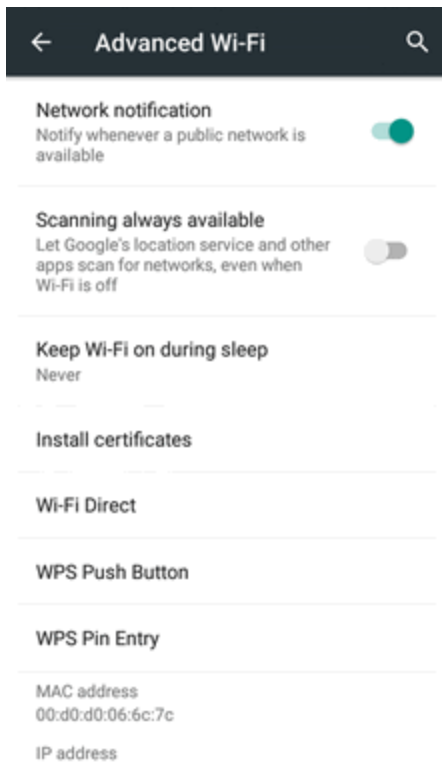 Advanced Wi-Fi
Network notification
Notify whenever a public network is
available
Scanning always available
Let Google's location service and other
apps scan for networks, even when
Wi-Fi is off
Keep Wi-Fi on during sleep
Never
Install certificates
Wi-Fi Direct
WPS Push Button
WPS Pin Entry
MAC address
00:d0:d0:06:6c:7c
IP address